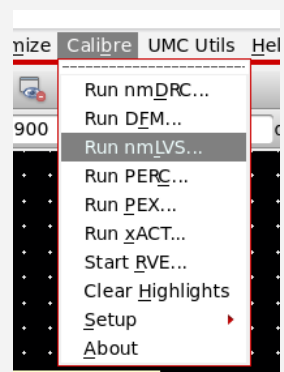 mize Calibre UMC Utils Hel
900
Run nmDRC...
Run DFM...
Run nmLVS...
Run PERC...
Run PEX...
Run xACT...
Start RVE...
Clear Highlights
Setup
About